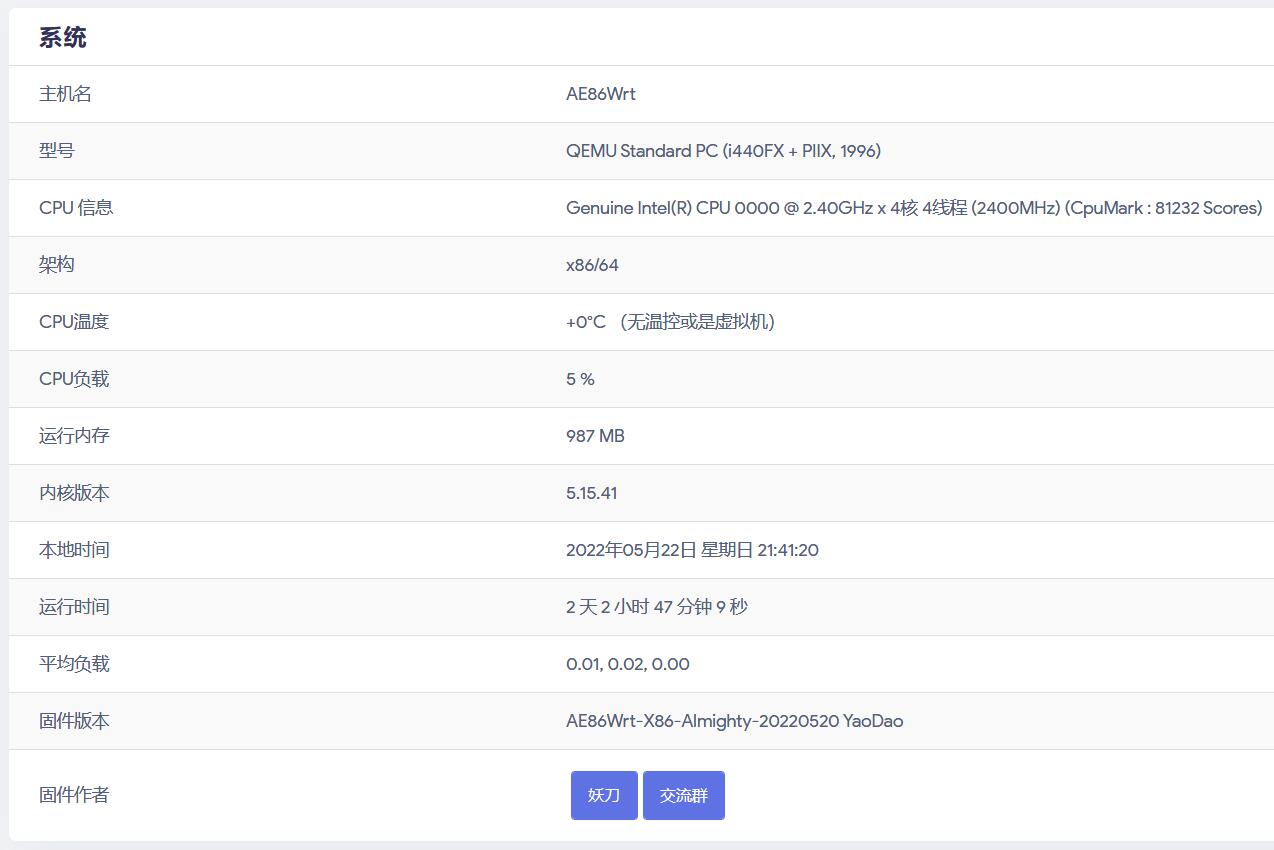 系统
主机名 AE86Wrt
型号 QEMU Standard PC (i440FX + PIIX, 1996)
CPU 信息 Genuine Intel(R) CPU 0000 @ 2.40GHz x 4核 4线程 (2400MHz) (CpuMark : 81232 Scores)
架构 x86/64
CPU温度 +0°C （无温控或是虚拟机）
CPU负载 5 %
运行内存 987 MB
内核版本 5.15.41
本地时间 2022年05月22日 星期日 21:41:20
运行时间 2 天 2 小时 47 分钟 9 秒
平均负载 0.01, 0.02, 0.00
固件版本 AE86Wrt-X86-Almighty-20220520 YaoDao
固件作者 妖刀 交流群